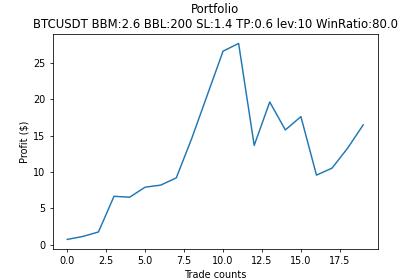 Portfolio
BTCUSDT BBM:2.6 BBL:200 SL:1.4 TP:0.6 lev:10 WinRatio:80.0
25
20
15
10
5
0
Profit ($)
0.0 2.5 5.0 7.5 10.0 12.5 15.0 17.5
Trade counts